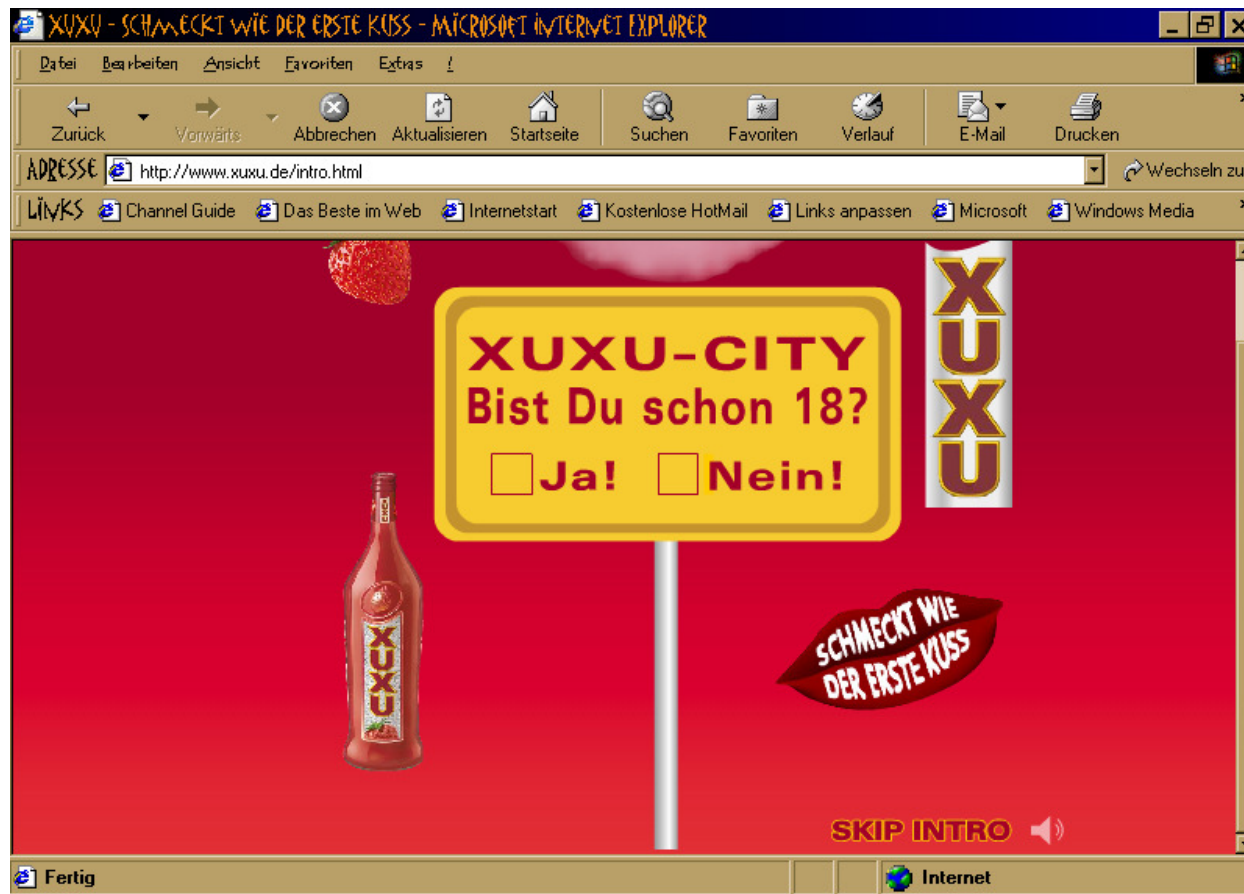 XUXU - SCHMECKT WIE DER ERSTE KUSS - MICROSOFT INTERNET EXPLORER
Datei Bearbeiten Ansicht Favoriten Extras ?
Zurück Vorwärts Abbrechen Aktualisieren Startseite Suchen Favoriten Verlauf E-Mail Drucken
ADRESSE http://www.xuxu.de/intro.html Wechseln zu
LINKS Channel Guide Das Beste im Web Internetstart Kostenlose HotMail Links anpassen Microsoft Windows Media
XUXU
XUXU-CITY
Bist Du schon 18?
Ja! Nein!
XUXU
SCHMECKT WIE
DER ERSTE KUSS
SKIP INTRO
Fertig Internet